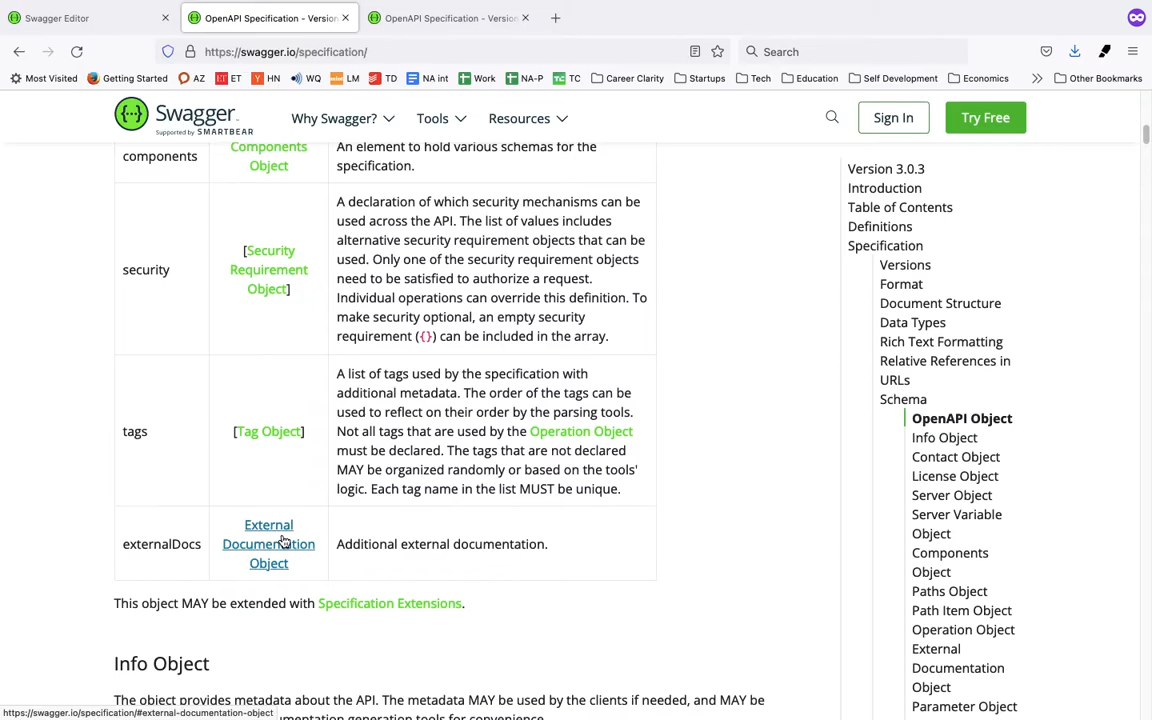 Swagger Editor
OpenAPI Specification - Version
OpenAPI Specification - Version
https://swagger.io/specification/
Search
Most Visited
Getting Started
AZ
ET
HN
WQ
LM
TD
NA int
Work
NA-P
TC
Career Clarity
Startups
Tech
Education
Self Development
Economics
Other Bookmarks
Swagger
Supported by SMARTBEAR
Why Swagger?
Tools
Resources
Sign In
Try Free
components
Components
Object
An element to hold various schemas for the
specification.
security
[Security
Requirement
Object]
A declaration of which security mechanisms can be
used across the API. The list of values includes
alternative security requirement objects that can be
used. Only one of the security requirement objects
need to be satisfied to authorize a request.
Individual operations can override this definition. To
make security optional, an empty security
requirement ({}) can be included in the array.
tags
[Tag Object]
A list of tags used by the specification with
additional metadata. The order of the tags can be
used to reflect on their order by the parsing tools.
Not all tags that are used by the Operation Object
must be declared. The tags that are not declared
MAY be organized randomly or based on the tools'
logic. Each tag name in the list MUST be unique.
externalDocs
External
Documentation
Object
Additional external documentation.
This object MAY be extended with Specification Extensions.
Info Object
The object provides metadata about the API. The metadata MAY be used by the clients if needed, and MAY be
mentation generation tools for convenience.
https://swagger.io/specification/#external-documentation-object
Version 3.0.3
Introduction
Table of Contents
Definitions
Specification
Versions
Format
Document Structure
Data Types
Rich Text Formatting
Relative References in
URLs
Schema
OpenAPI Object
Info Object
Contact Object
License Object
Server Object
Server Variable
Object
Components
Object
Paths Object
Path Item Object
Operation Object
External
Documentation
Object
Parameter Object